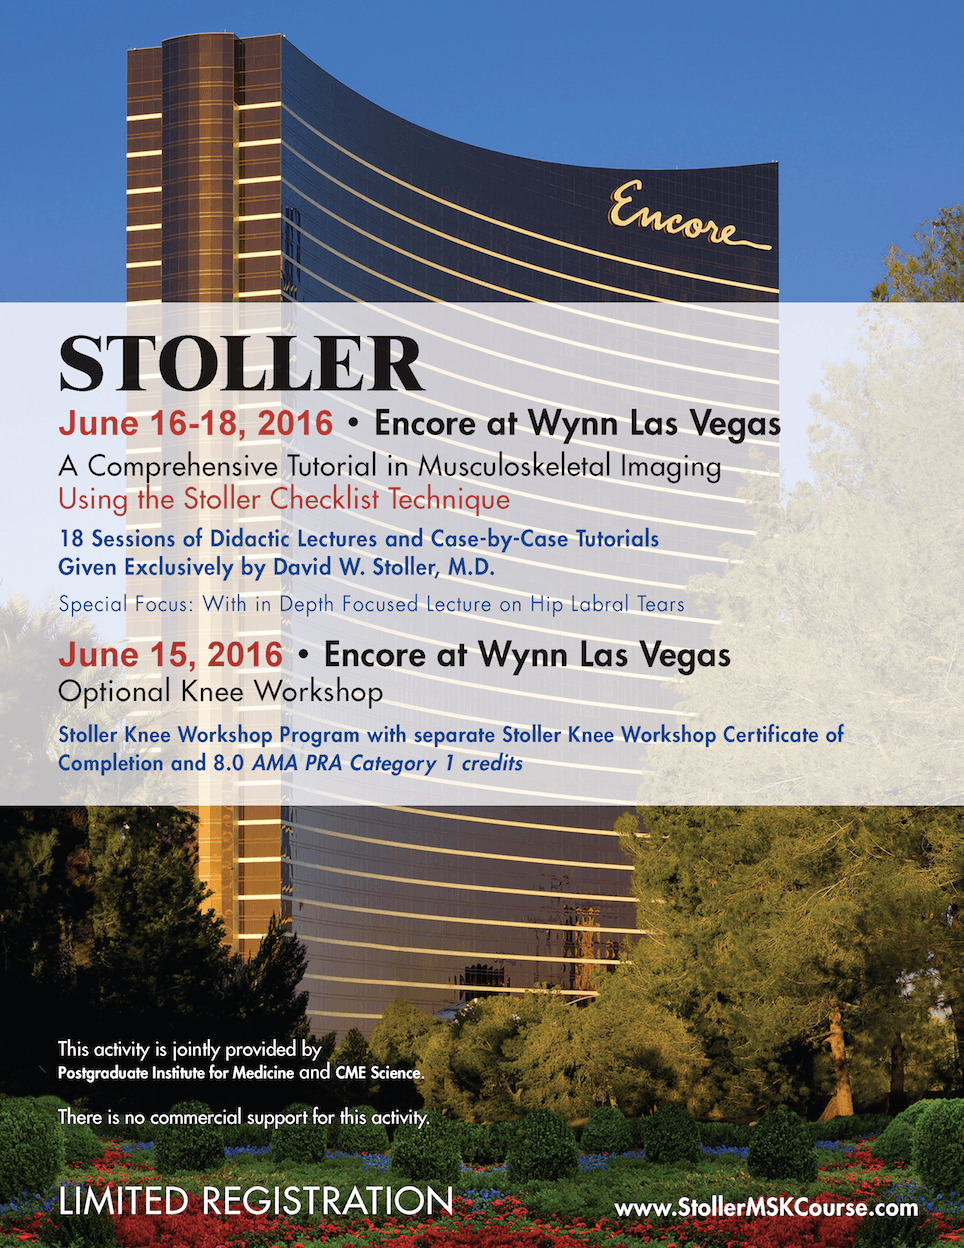 Encore
STOLLER
June 16-18, 2016 • Encore at Wynn Las Vegas
A Comprehensive Tutorial in Musculoskeletal Imaging
Using the Stoller Checklist Technique
18 Sessions of Didactic Lectures and Case-by-Case Tutorials
Given Exclusively by David W. Stoller, M.D.
Special Focus: With in Depth Focused Lecture on Hip Labral Tears
June 15, 2016 • Encore at Wynn Las Vegas
Optional Knee Workshop
Stoller Knee Workshop Program with separate Stoller Knee Workshop Certificate of
Completion and 8.0 AMA PRA Category 1 credits
This activity is jointly provided by
Postgraduate Institute for Medicine and CME Science.
There is no commercial support for this activity.
LIMITED REGISTRATION
www.StollerMSKCourse.com